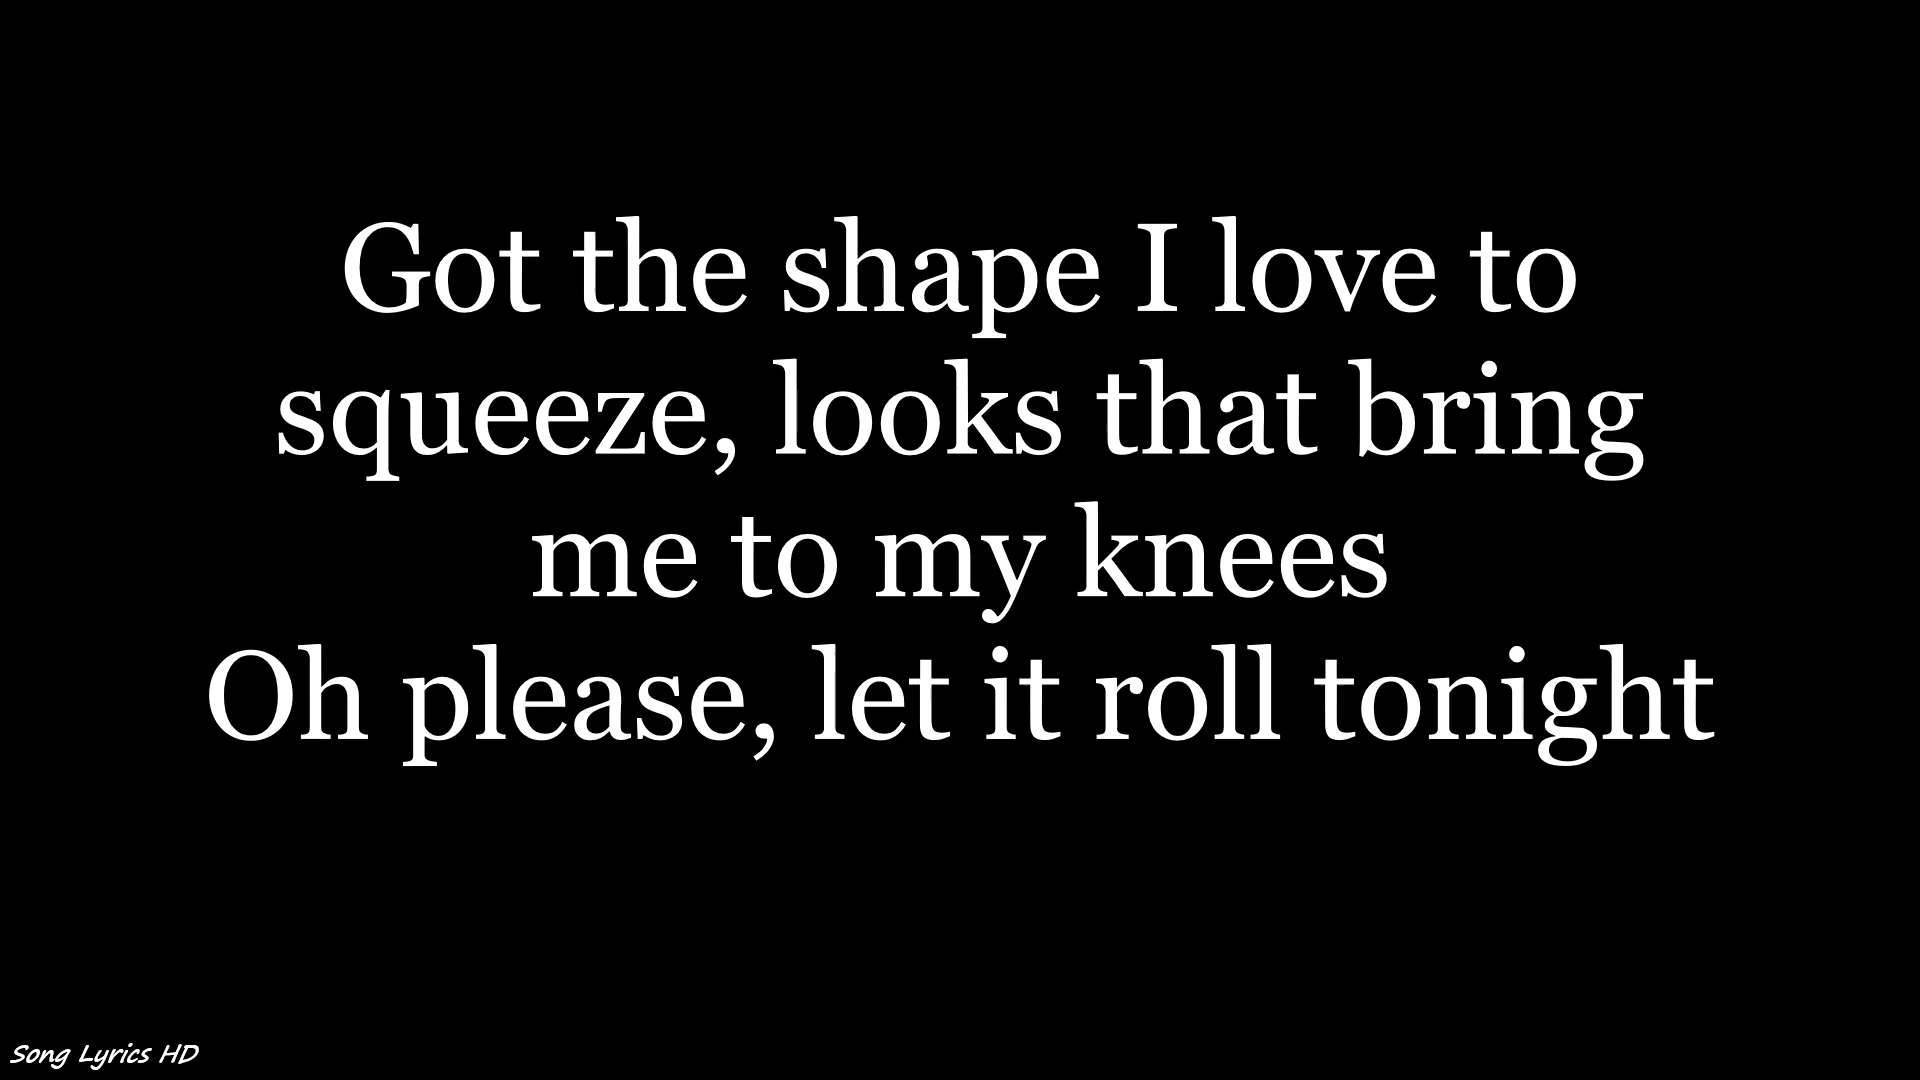 Got the shape I love to
squeeze, looks that bring
me to my knees
Oh please, let it roll tonight
Song Lyrics HD